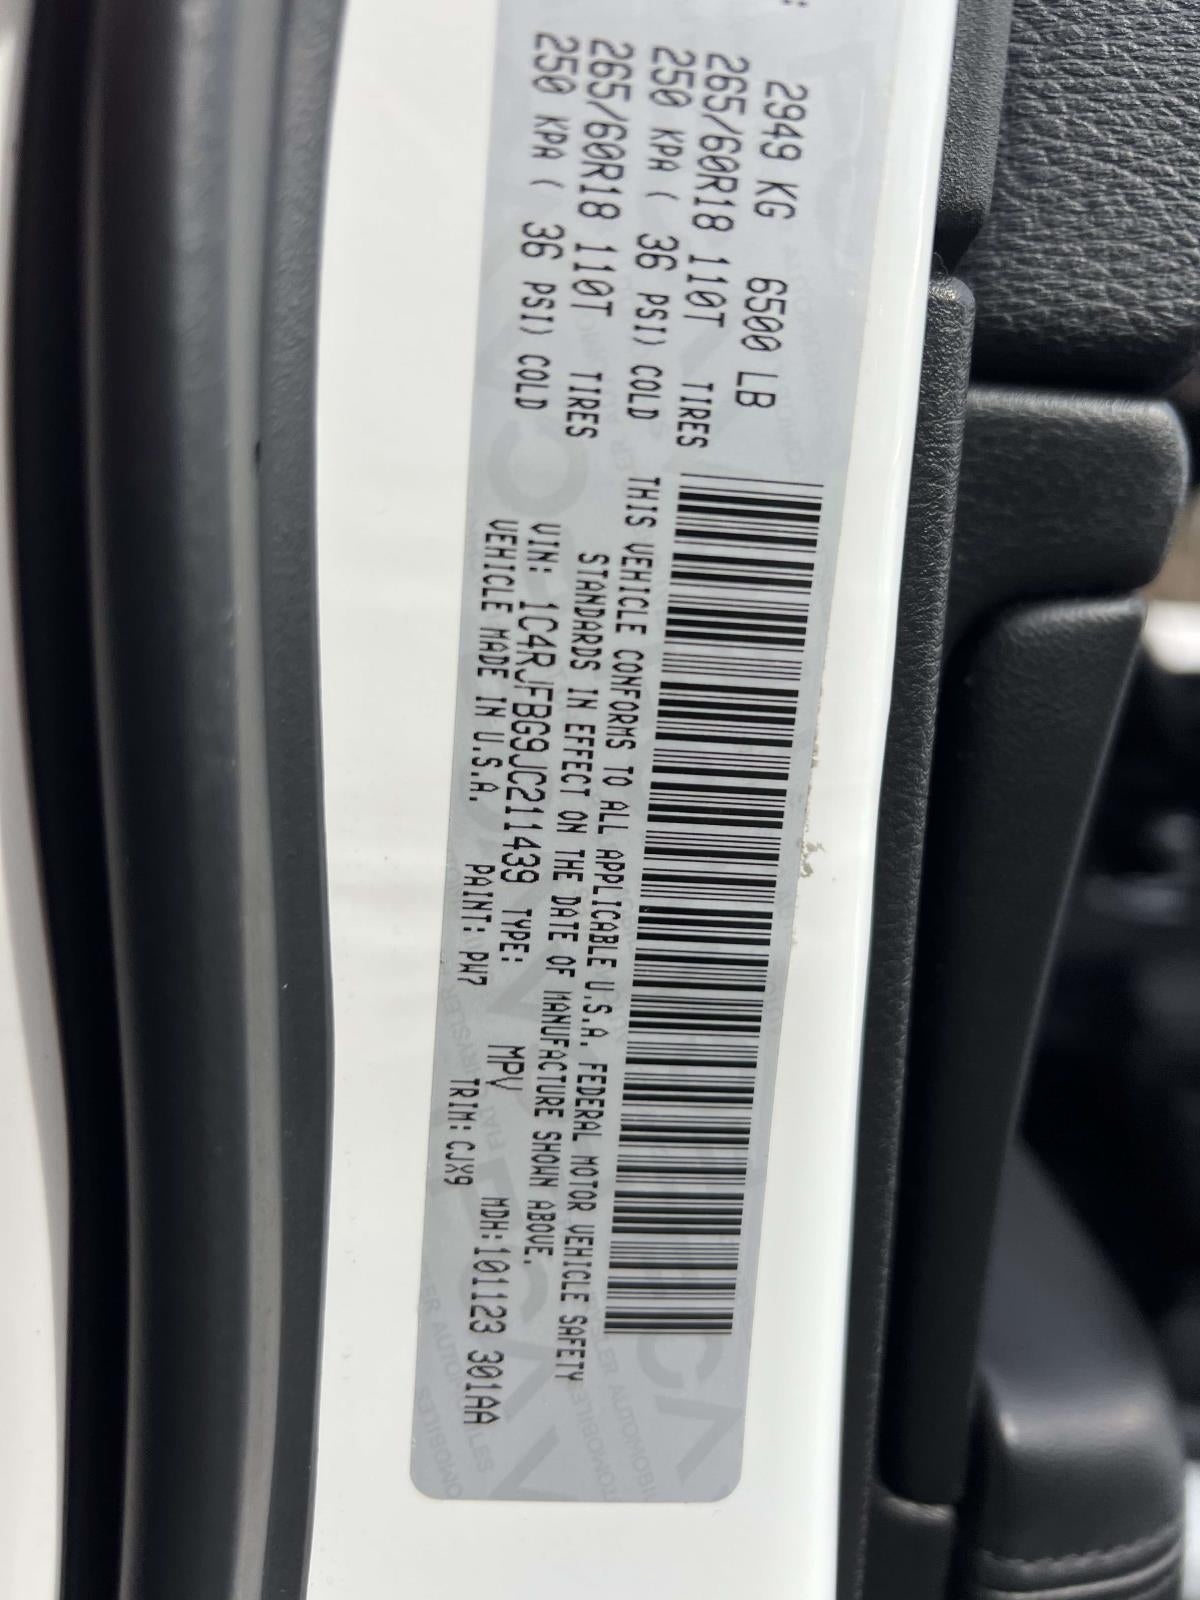 2949 KG 6500 LB
265/60R18 110T TIRES
250 KPA ( 36 PSI) COLD
265/60R18 110T TIRES
250 KPA ( 36 PSI) COLD
THIS VEHICLE CONFORMS TO ALL APPLICABLE U.S.A. FEDERAL MOTOR VEHICLE SAFETY
STANDARDS IN EFFECT ON THE DATE OF MANUFACTURE SHOWN ABOVE.
VIN: 1C4RJFBG9JC211439 TYPE: MPV MDH:101123 301AA
VEHICLE MADE IN U.S.A. PAINT: PW7 TRIM:CJX9